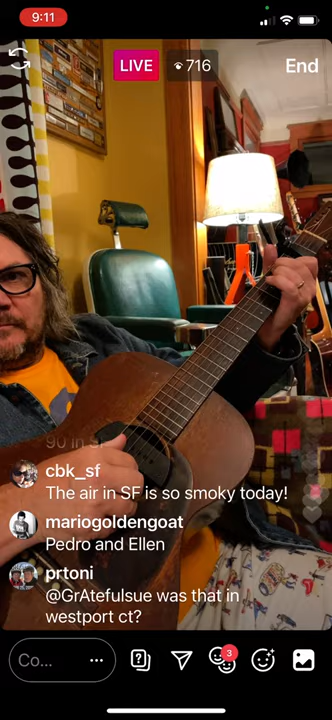 9:11
LIVE
716
End
90 in S
cbk_sf
The air in SF is so smoky today!
mariogoldengoat
Pedro and Ellen
prtoni
@GrAtefulsue was that in
westport ct?
Co...
3